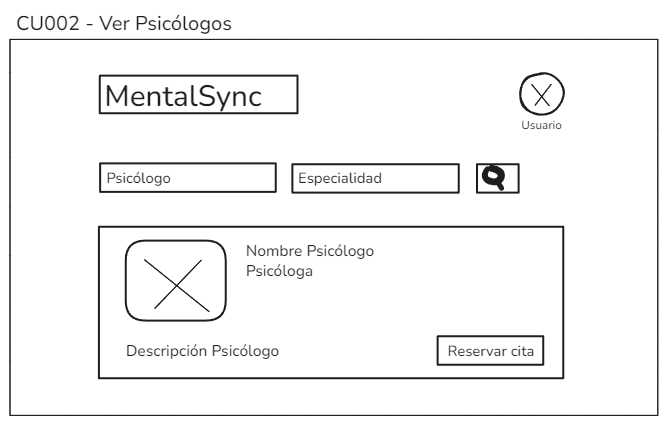 CU002 - Ver Psicólogos
MentalSync
Usuario
Psicólogo
Especialidad
Nombre Psicólogo
Psicóloga
Descripción Psicólogo
Reservar cita